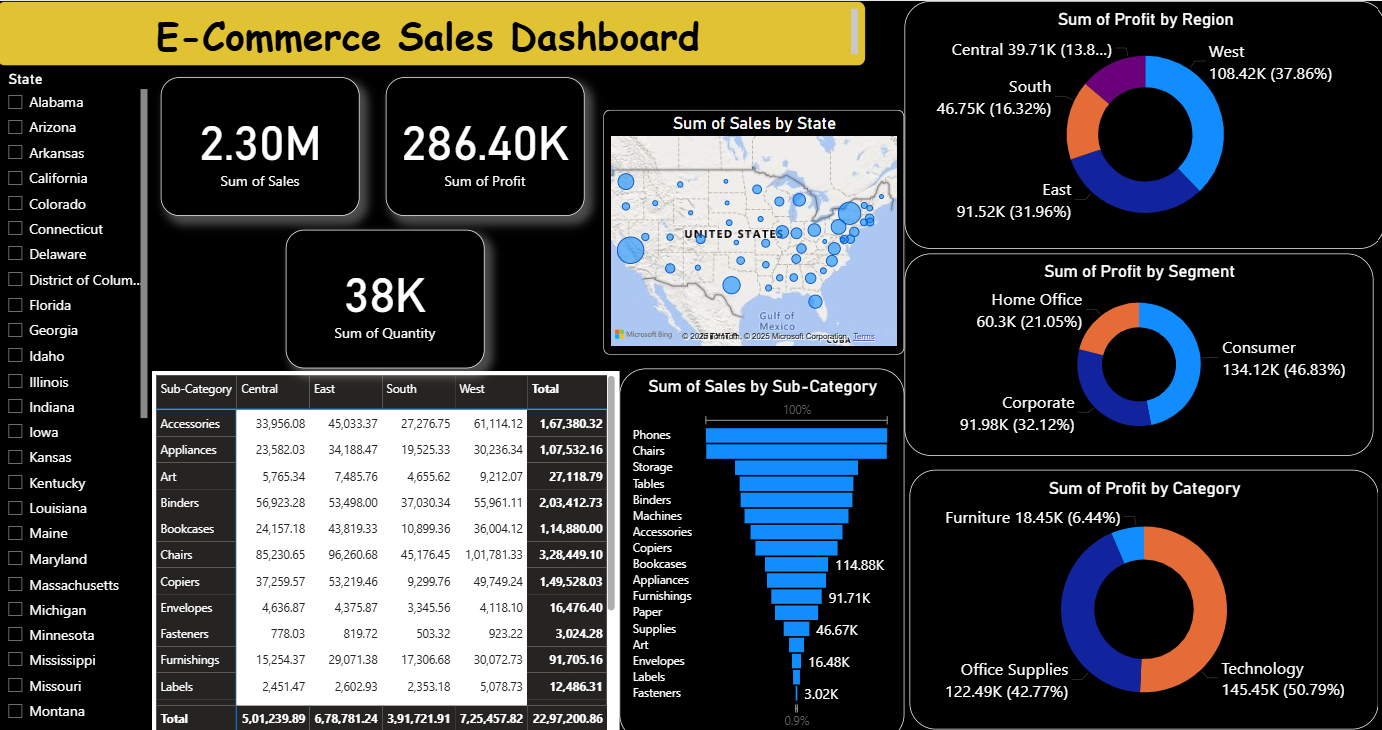 E-Commerce Sales Dashboard
State
Alabama
Arizona
Arkansas
California
Colorado
Connecticut
Delaware
District of Colum...
Florida
Georgia
Idaho
Illinois
Indiana
Iowa
Kansas
Kentucky
Louisiana
Maine
Maryland
Massachusetts
Michigan
Minnesota
Mississippi
Missouri
Montana
2.30M
Sum of Sales
286.40K
Sum of Profit
38K
Sum of Quantity
Sub-Category Central East South West Total
Accessories 33,956.08 45,033.37 27,276.75 61,114.12 1,67,380.32
Appliances 23,582.03 34,188.47 19,525.33 30,236.34 1,07,532.16
Art 5,765.34 7,485.76 4,655.62 9,212.07 27,118.79
Binders 56,923.28 53,498.00 37,030.34 55,961.11 2,03,412.73
Bookcases 24,157.18 43,819.33 10,899.36 36,004.12 1,14,880.00
Chairs 85,230.65 96,260.68 45,176.45 1,01,781.33 3,28,449.10
Copiers 37,259.57 53,219.46 9,299.76 49,749.24 1,49,528.03
Envelopes 4,636.87 4,375.87 3,345.56 4,118.10 16,476.40
Fasteners 778.03 819.72 503.32 923.22 3,024.28
Furnishings 15,254.37 29,071.38 17,306.68 30,072.73 91,705.16
Labels 2,451.47 2,602.93 2,353.18 5,078.73 12,486.31
Total 5,01,239.89 6,78,781.24 3,91,721.91 7,25,457.82 22,97,200.86
Sum of Sales by State
UNITED STATES
Gulf of
Mexico
CUBA
Microsoft Bing
© 2025 TomTom, © 2025 Microsoft Corporation Terms
Sum of Sales by Sub-Category
100%
Phones
Chairs
Storage
Tables
Binders
Machines
Accessories
Copiers
Bookcases 114.88K
Appliances
Furnishings 91.71K
Paper
Supplies 46.67K
Art
Envelopes 16.48K
Labels
Fasteners 3.02K
0.9%
Sum of Profit by Region
Central 39.71K (13.8...)
West
108.42K (37.86%)
South
46.75K (16.32%)
East
91.52K (31.96%)
Sum of Profit by Segment
Home Office
60.3K (21.05%)
Consumer
134.12K (46.83%)
Corporate
91.98K (32.12%)
Sum of Profit by Category
Furniture 18.45K (6.44%)
Office Supplies
122.49K (42.77%)
Technology
145.45K (50.79%)